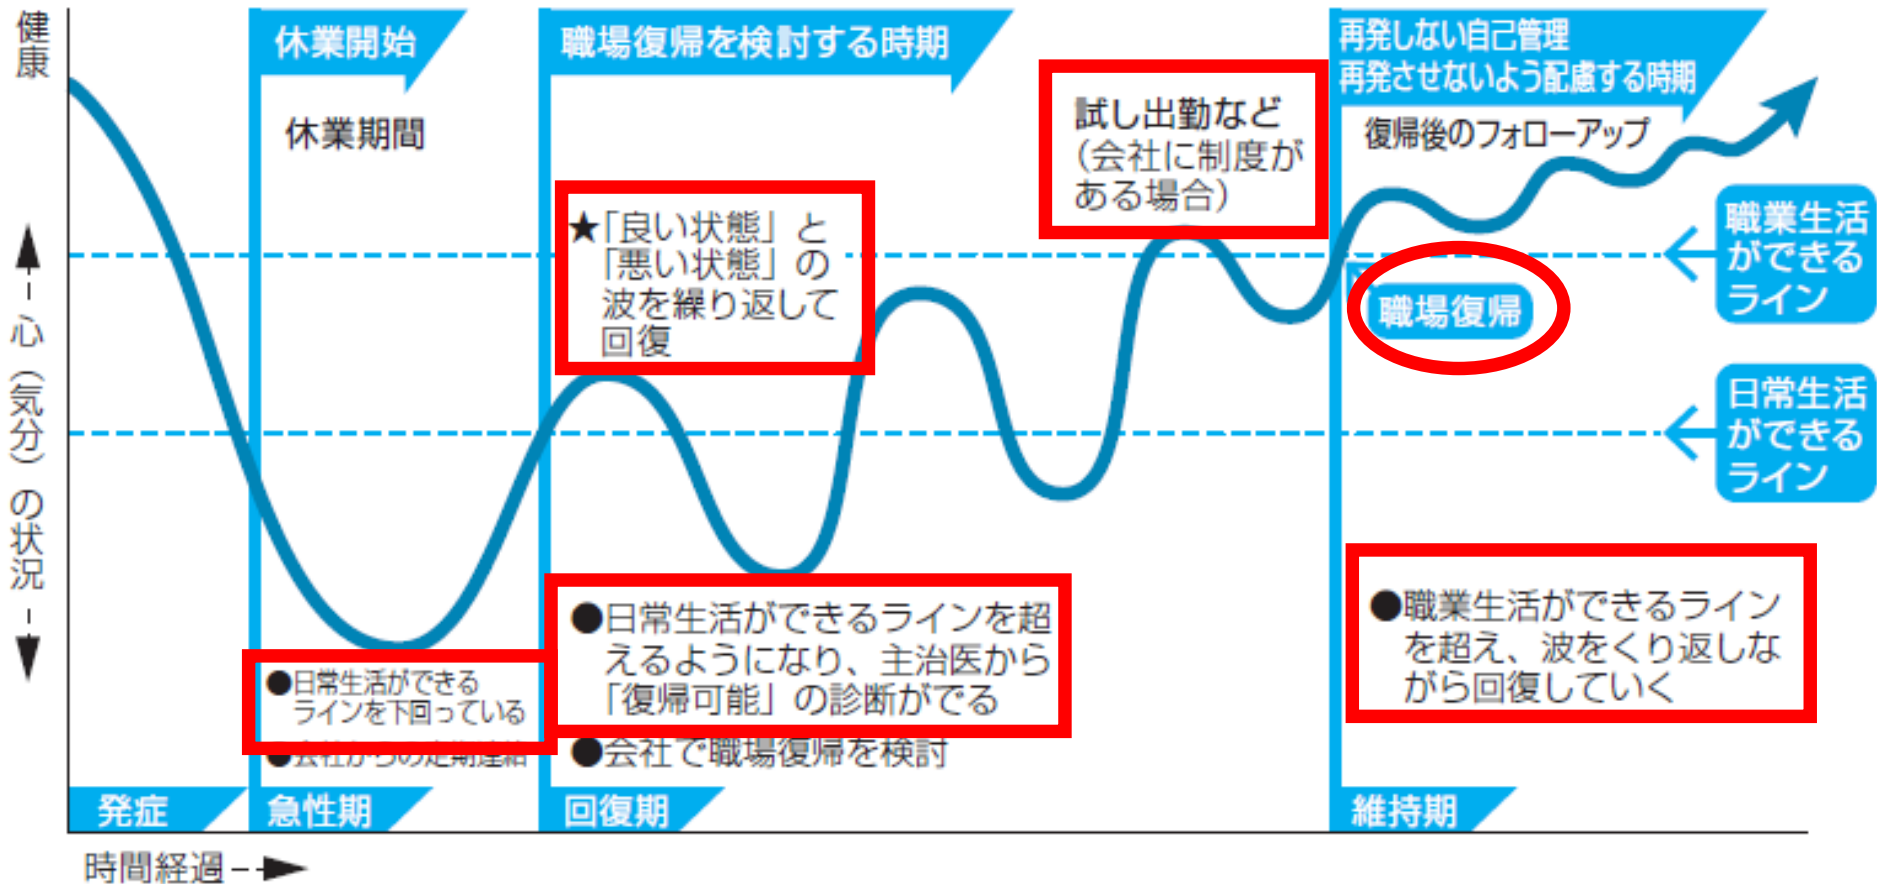 健康
心（気分）の状況
休業開始
休業期間
職場復帰を検討する時期
★「良い状態」と
「悪い状態」の
波を繰り返して
回復
試し出勤など
（会社に制度が
ある場合）
再発しない自己管理
再発させないよう配慮する時期
復帰後のフォローアップ
職業生活
ができる
ライン
職場復帰
日常生活
ができる
ライン
●日常生活ができる
ラインを下回っている
●会社からの定期連絡
●日常生活ができるラインを超
えるようになり、主治医から
「復帰可能」の診断がでる
●会社で職場復帰を検討
●職業生活ができるライン
を超え、波をくり返しな
がら回復していく
発症
急性期
回復期
維持期
時間経過